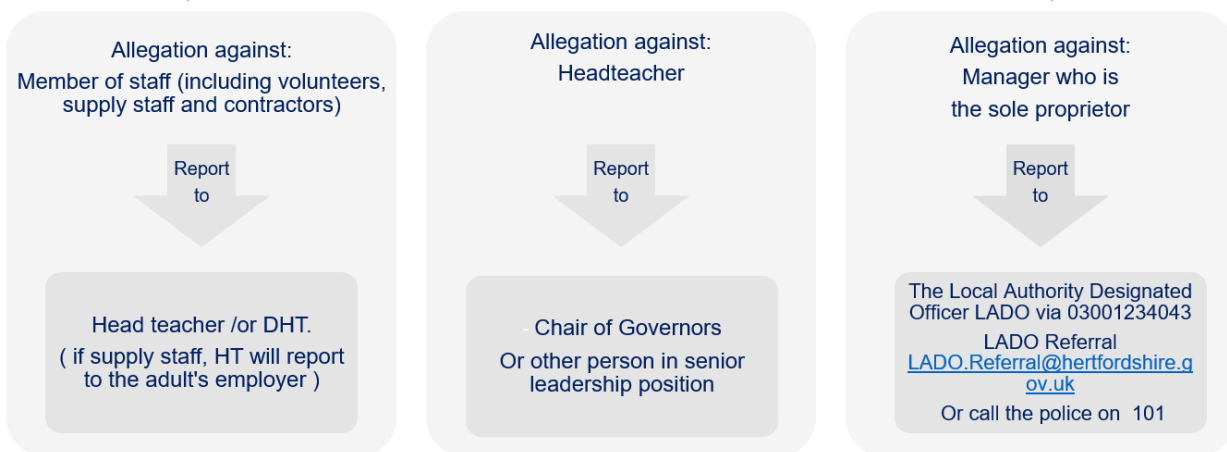 Allegation against:
Member of staff (including volunteers,
supply staff and contractors)
Report
to
Head teacher /or DHT.
( if supply staff, HT will report
to the adult's employer )
Allegation against:
Headteacher
Report
to
- Chair of Governors
Or other person in senior
leadership position
Allegation against:
Manager who is
the sole proprietor
Report
to
The Local Authority Designated
Officer LADO via 03001234043
LADO Referral
LADO.Referral@hertfordshire.g
ov.uk
Or call the police on 101